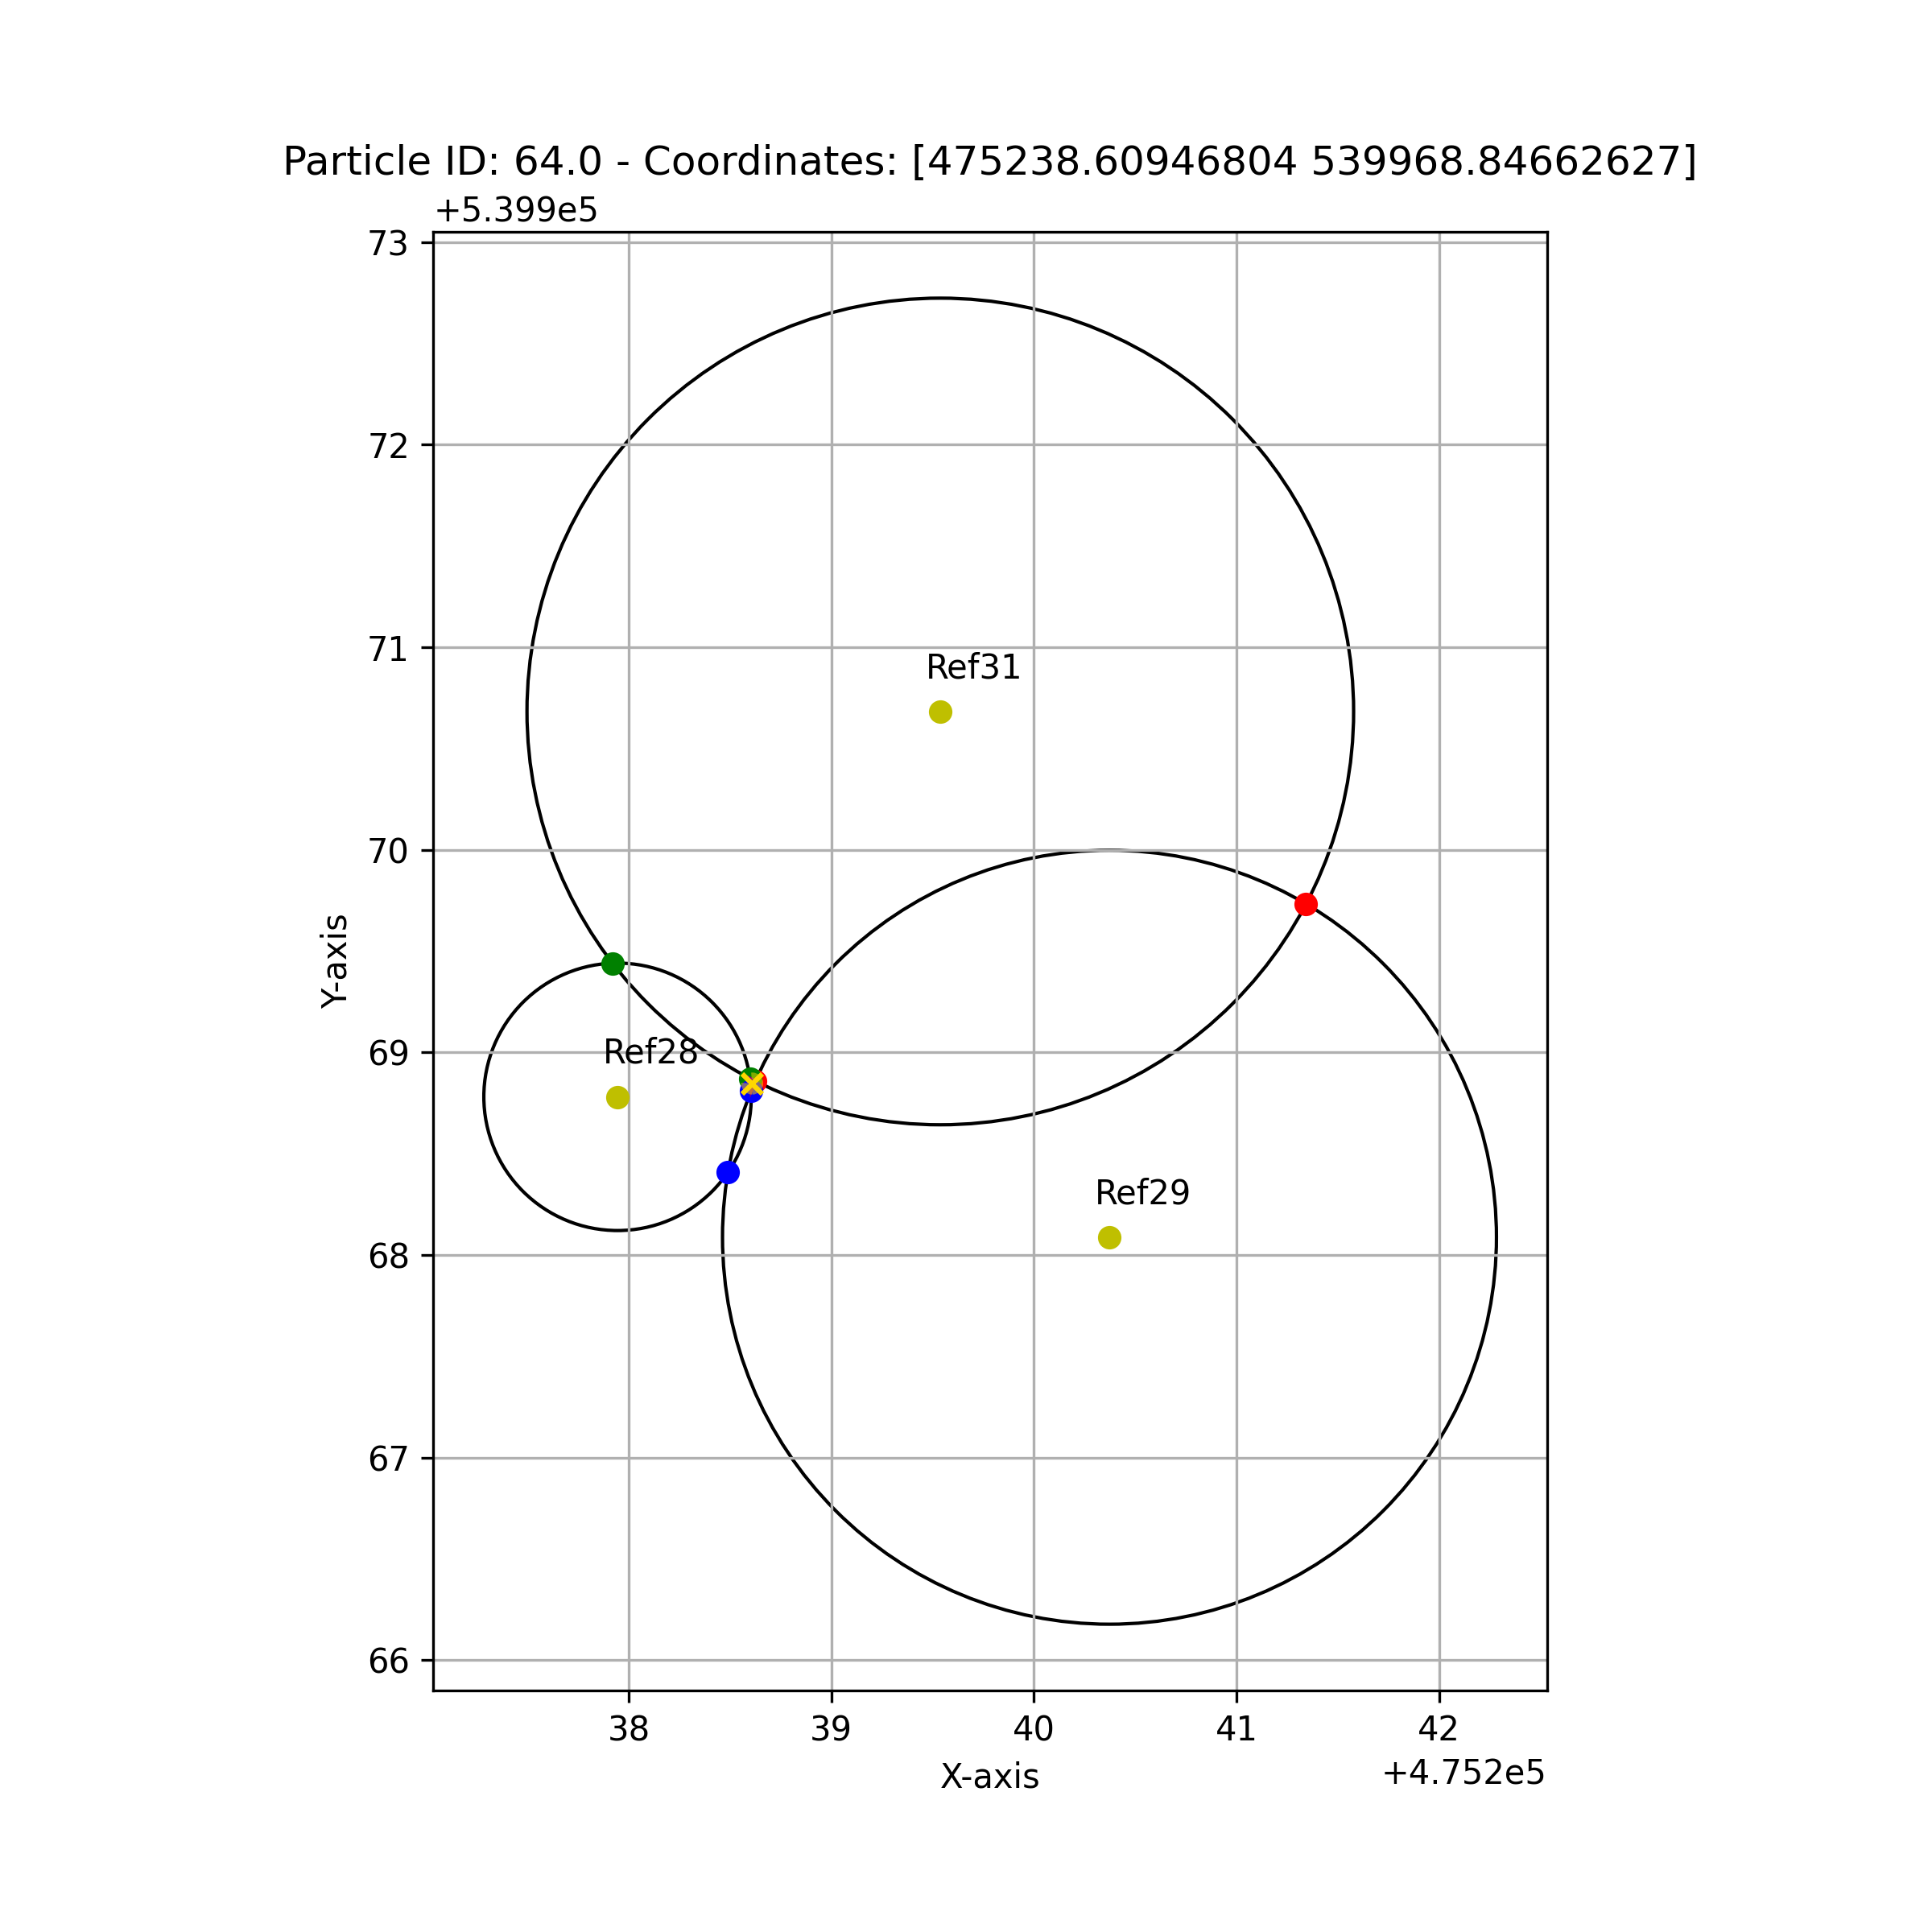 Particle ID: 64.0 - Coordinates: [475238.60946804 539968.84662627]
+5.399e5
73
72
71
70
69
68
67
66
Y-axis
Ref31
Ref28
Ref29
38 39 40 41 42
X-axis
+4.752e5